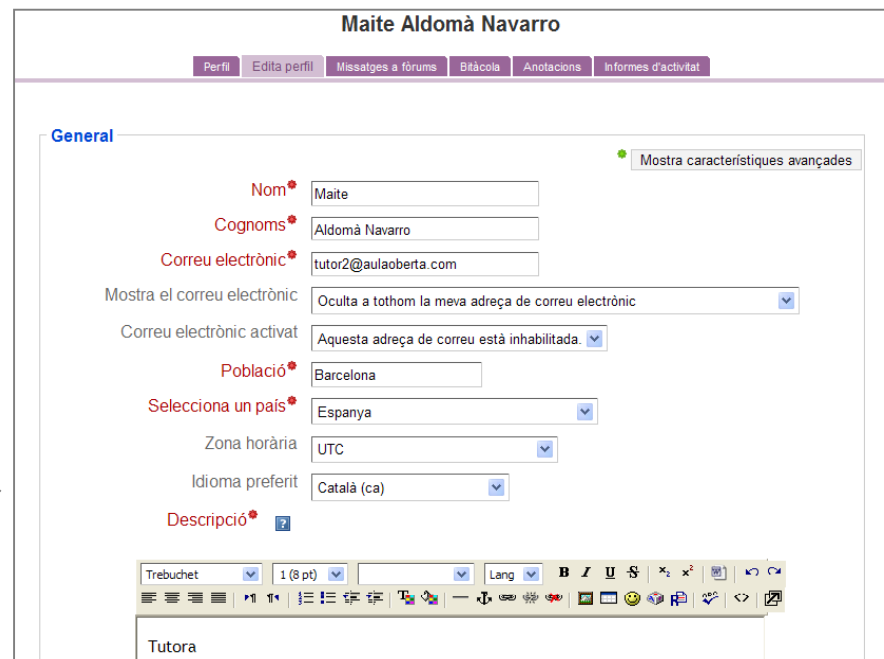 Maite Aldomà Navarro
Perfil Edita perfil Missatges a fòrums Bitàcola Anotacions Informes d'activitat
General
Mostra característiques avançades
Nom Maite
Cognoms Aldomà Navarro
Correu electrònic tutor2@aulaoberta.com
Mostra el correu electrònic Oculta a tothom la meva adreça de correu electrònic
Correu electrònic activat Aquesta adreça de correu està inhabilitada.
Població Barcelona
Selecciona un país Espanya
Zona horària UTC
Idioma preferit Català (ca)
Descripció ?
Trebuchet 1 (8 pt) Lang B I U S x₂ x²
Tutora